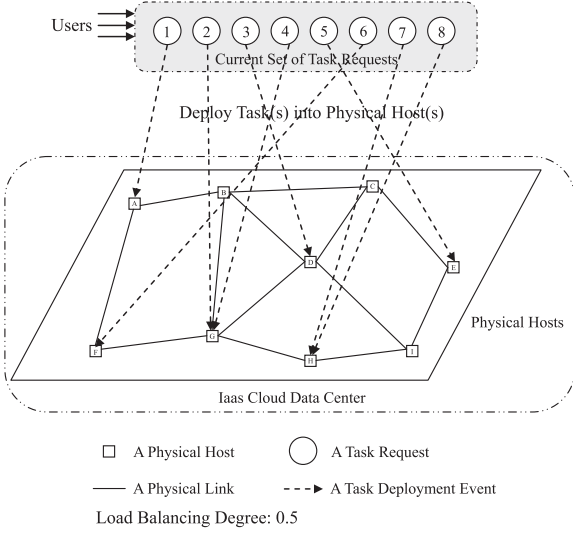 Users
1 2 3 4 5 6 7 8
Current Set of Task Requests
Deploy Task(s) into Physical Host(s)
A
B
C
D
E
F
G
H
I
Physical Hosts
Iaas Cloud Data Center
A Physical Host
A Task Request
A Physical Link
A Task Deployment Event
Load Balancing Degree: 0.5